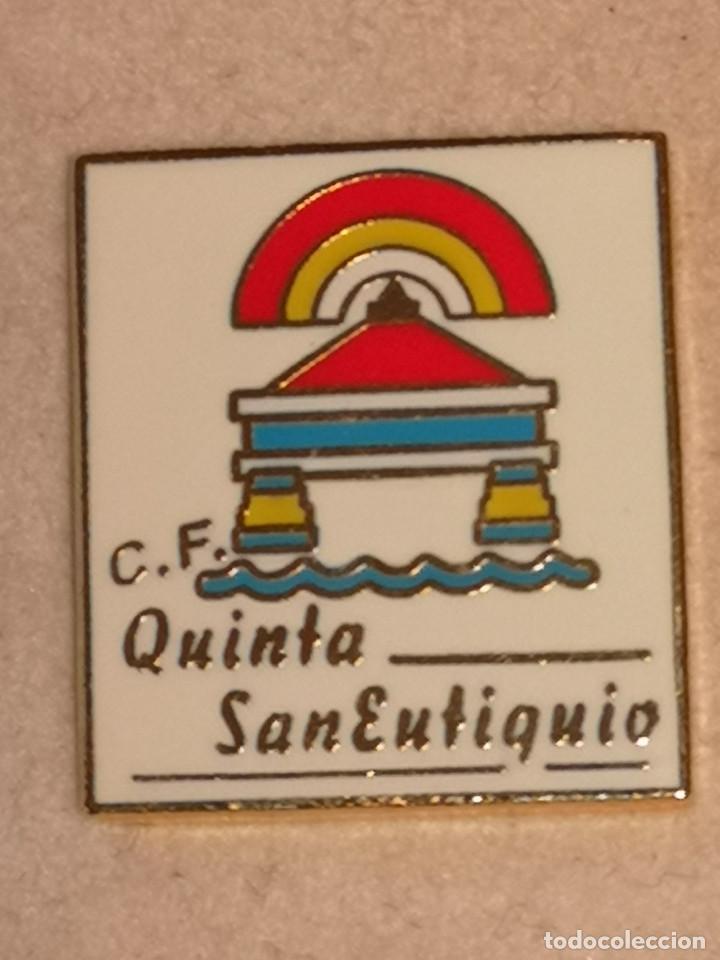 C.F.
Quinta
SanEutiquio
todocoleccion